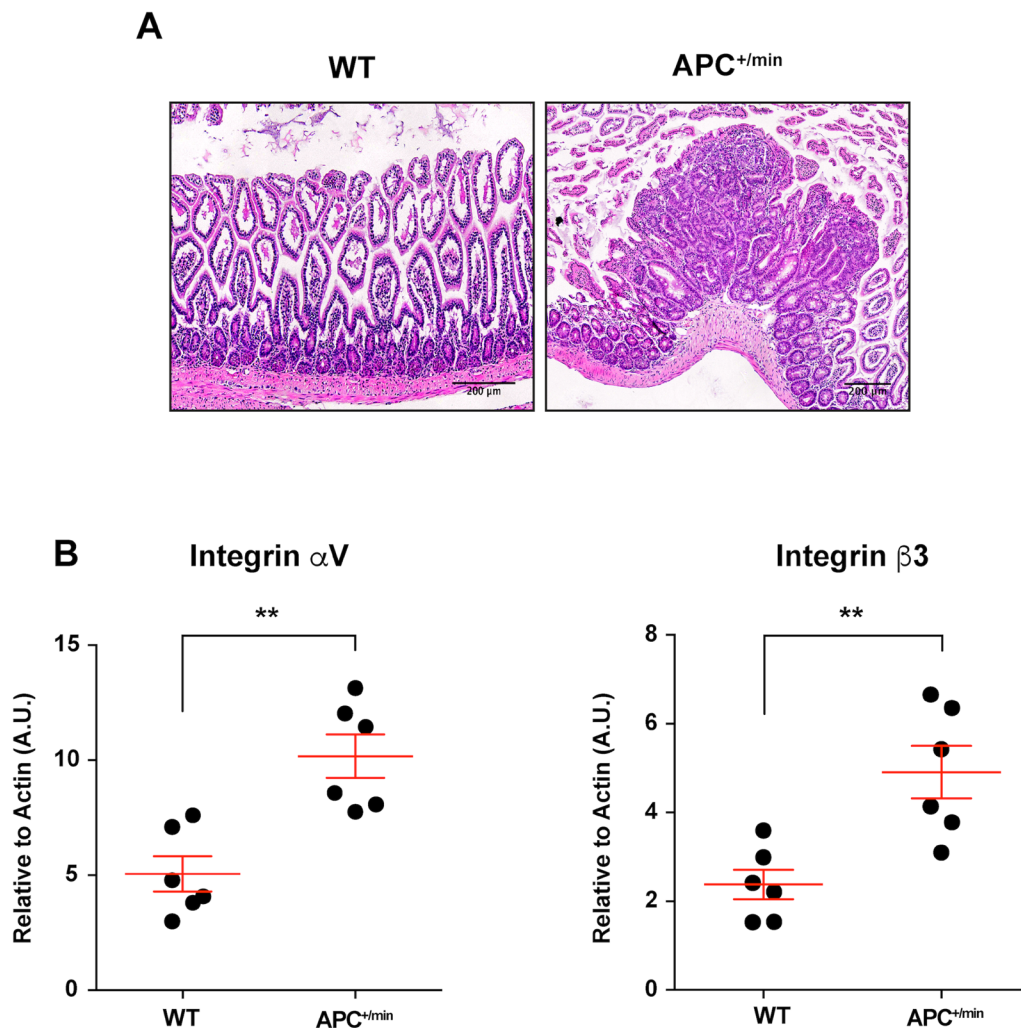 A
WT
APC+/min
200 µm
200 µm
B
Integrin αV
Integrin β3
**
**
Relative to Actin (A.U.)
15
10
5
0
WT
APC+/min
Relative to Actin (A.U.)
8
6
4
2
0
WT
APC+/min